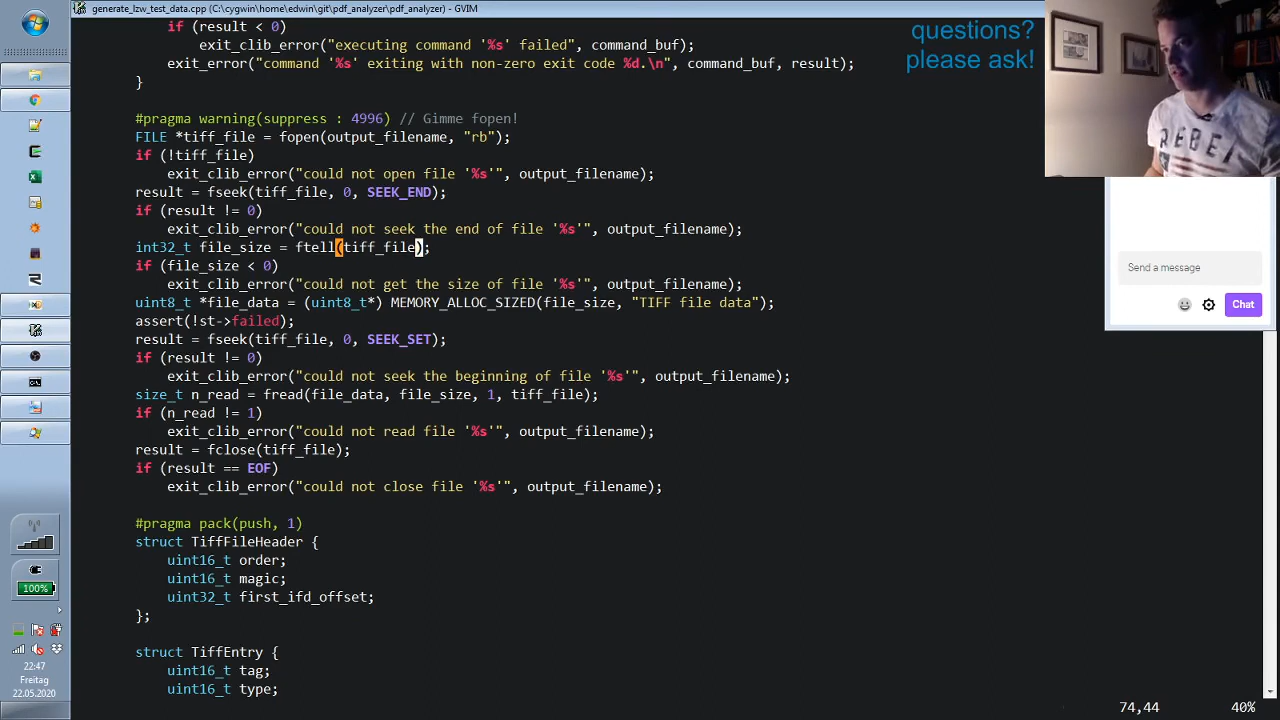 generate_lzw_test_data.cpp (C:\cygwin\home\edwin\git\pdf_analyzer\pdf_analyzer) - GVIM
if (result < 0)
exit_clib_error("executing command '%s' failed", command_buf);
exit_error("command '%s' exiting with non-zero exit code %d.\n", command_buf, result);
}
#pragma warning(suppress : 4996) // Gimme fopen!
FILE *tiff_file = fopen(output_filename, "rb");
if (!tiff_file)
exit_clib_error("could not open file '%s'", output_filename);
result = fseek(tiff_file, 0, SEEK_END);
if (result != 0)
exit_clib_error("could not seek the end of file '%s'", output_filename);
int32_t file_size = ftell(tiff_file);
if (file_size < 0)
exit_clib_error("could not get the size of file '%s'", output_filename);
uint8_t *file_data = (uint8_t*) MEMORY_ALLOC_SIZED(file_size, "TIFF file data");
assert(!st->failed);
result = fseek(tiff_file, 0, SEEK_SET);
if (result != 0)
exit_clib_error("could not seek the beginning of file '%s'", output_filename);
size_t n_read = fread(file_data, file_size, 1, tiff_file);
if (n_read != 1)
exit_clib_error("could not read file '%s'", output_filename);
result = fclose(tiff_file);
if (result == EOF)
exit_clib_error("could not close file '%s'", output_filename);
#pragma pack(push, 1)
struct TiffFileHeader {
uint16_t order;
uint16_t magic;
uint32_t first_ifd_offset;
};
struct TiffEntry {
uint16_t tag;
uint16_t type;
74,44 40%
questions?
please ask!
REBEL
Send a message
Chat
100%
22:47
Freitag
22.05.2020